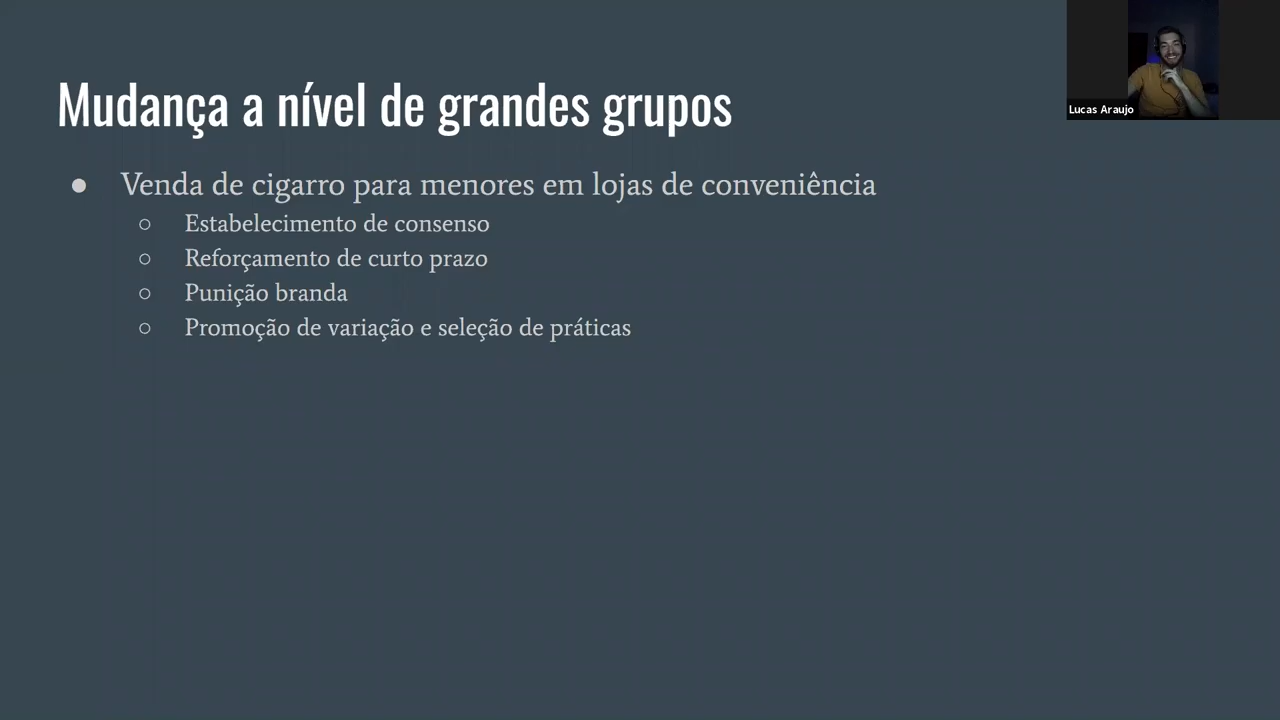 Mudança a nível de grandes grupos
Lucas Araujo
● Venda de cigarro para menores em lojas de conveniência
○ Estabelecimento de consenso
○ Reforçamento de curto prazo
○ Punição branda
○ Promoção de variação e seleção de práticas